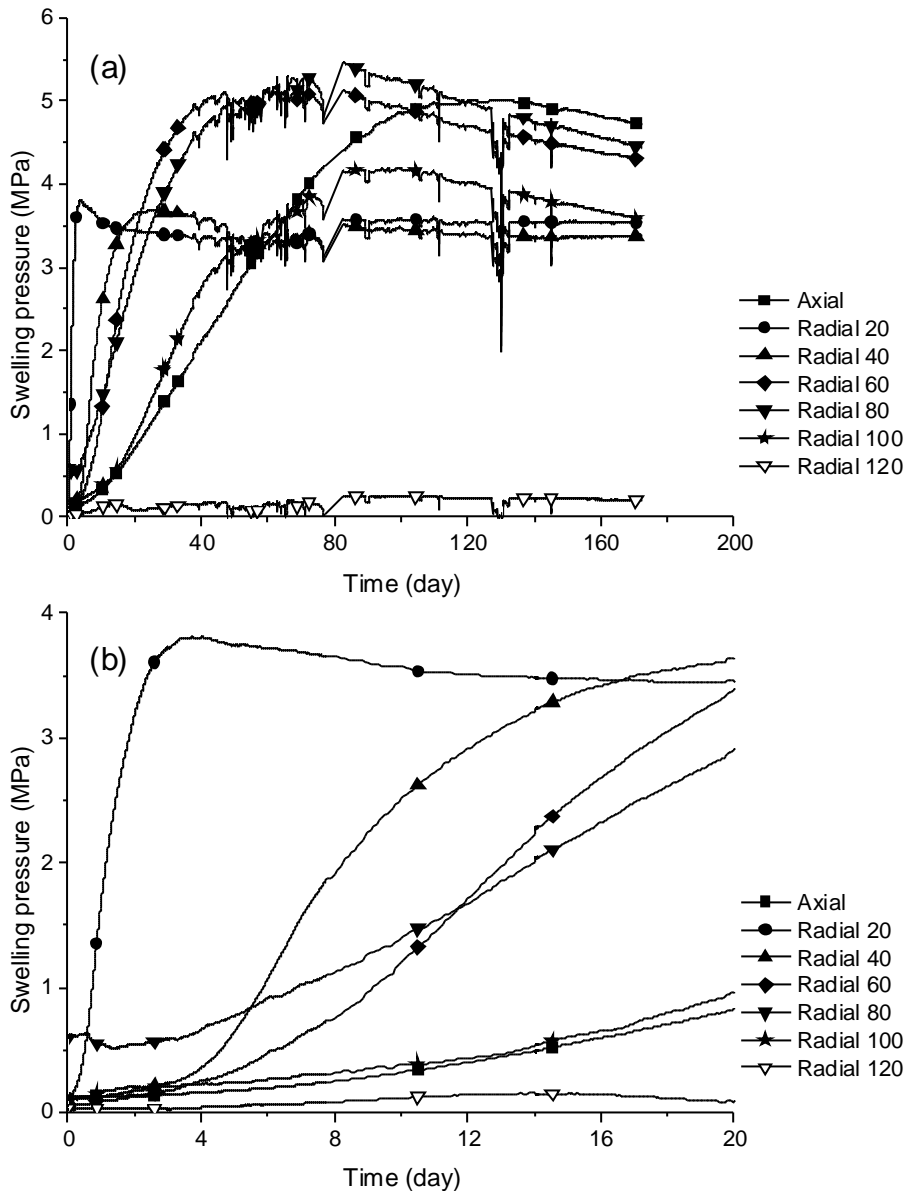 (a)
Swelling pressure (MPa)
6
5
4
3
2
1
0
0 40 80 120 160 200
Time (day)
Axial
Radial 20
Radial 40
Radial 60
Radial 80
Radial 100
Radial 120
(b)
Swelling pressure (MPa)
4
3
2
1
0
0 4 8 12 16 20
Time (day)
Axial
Radial 20
Radial 40
Radial 60
Radial 80
Radial 100
Radial 120